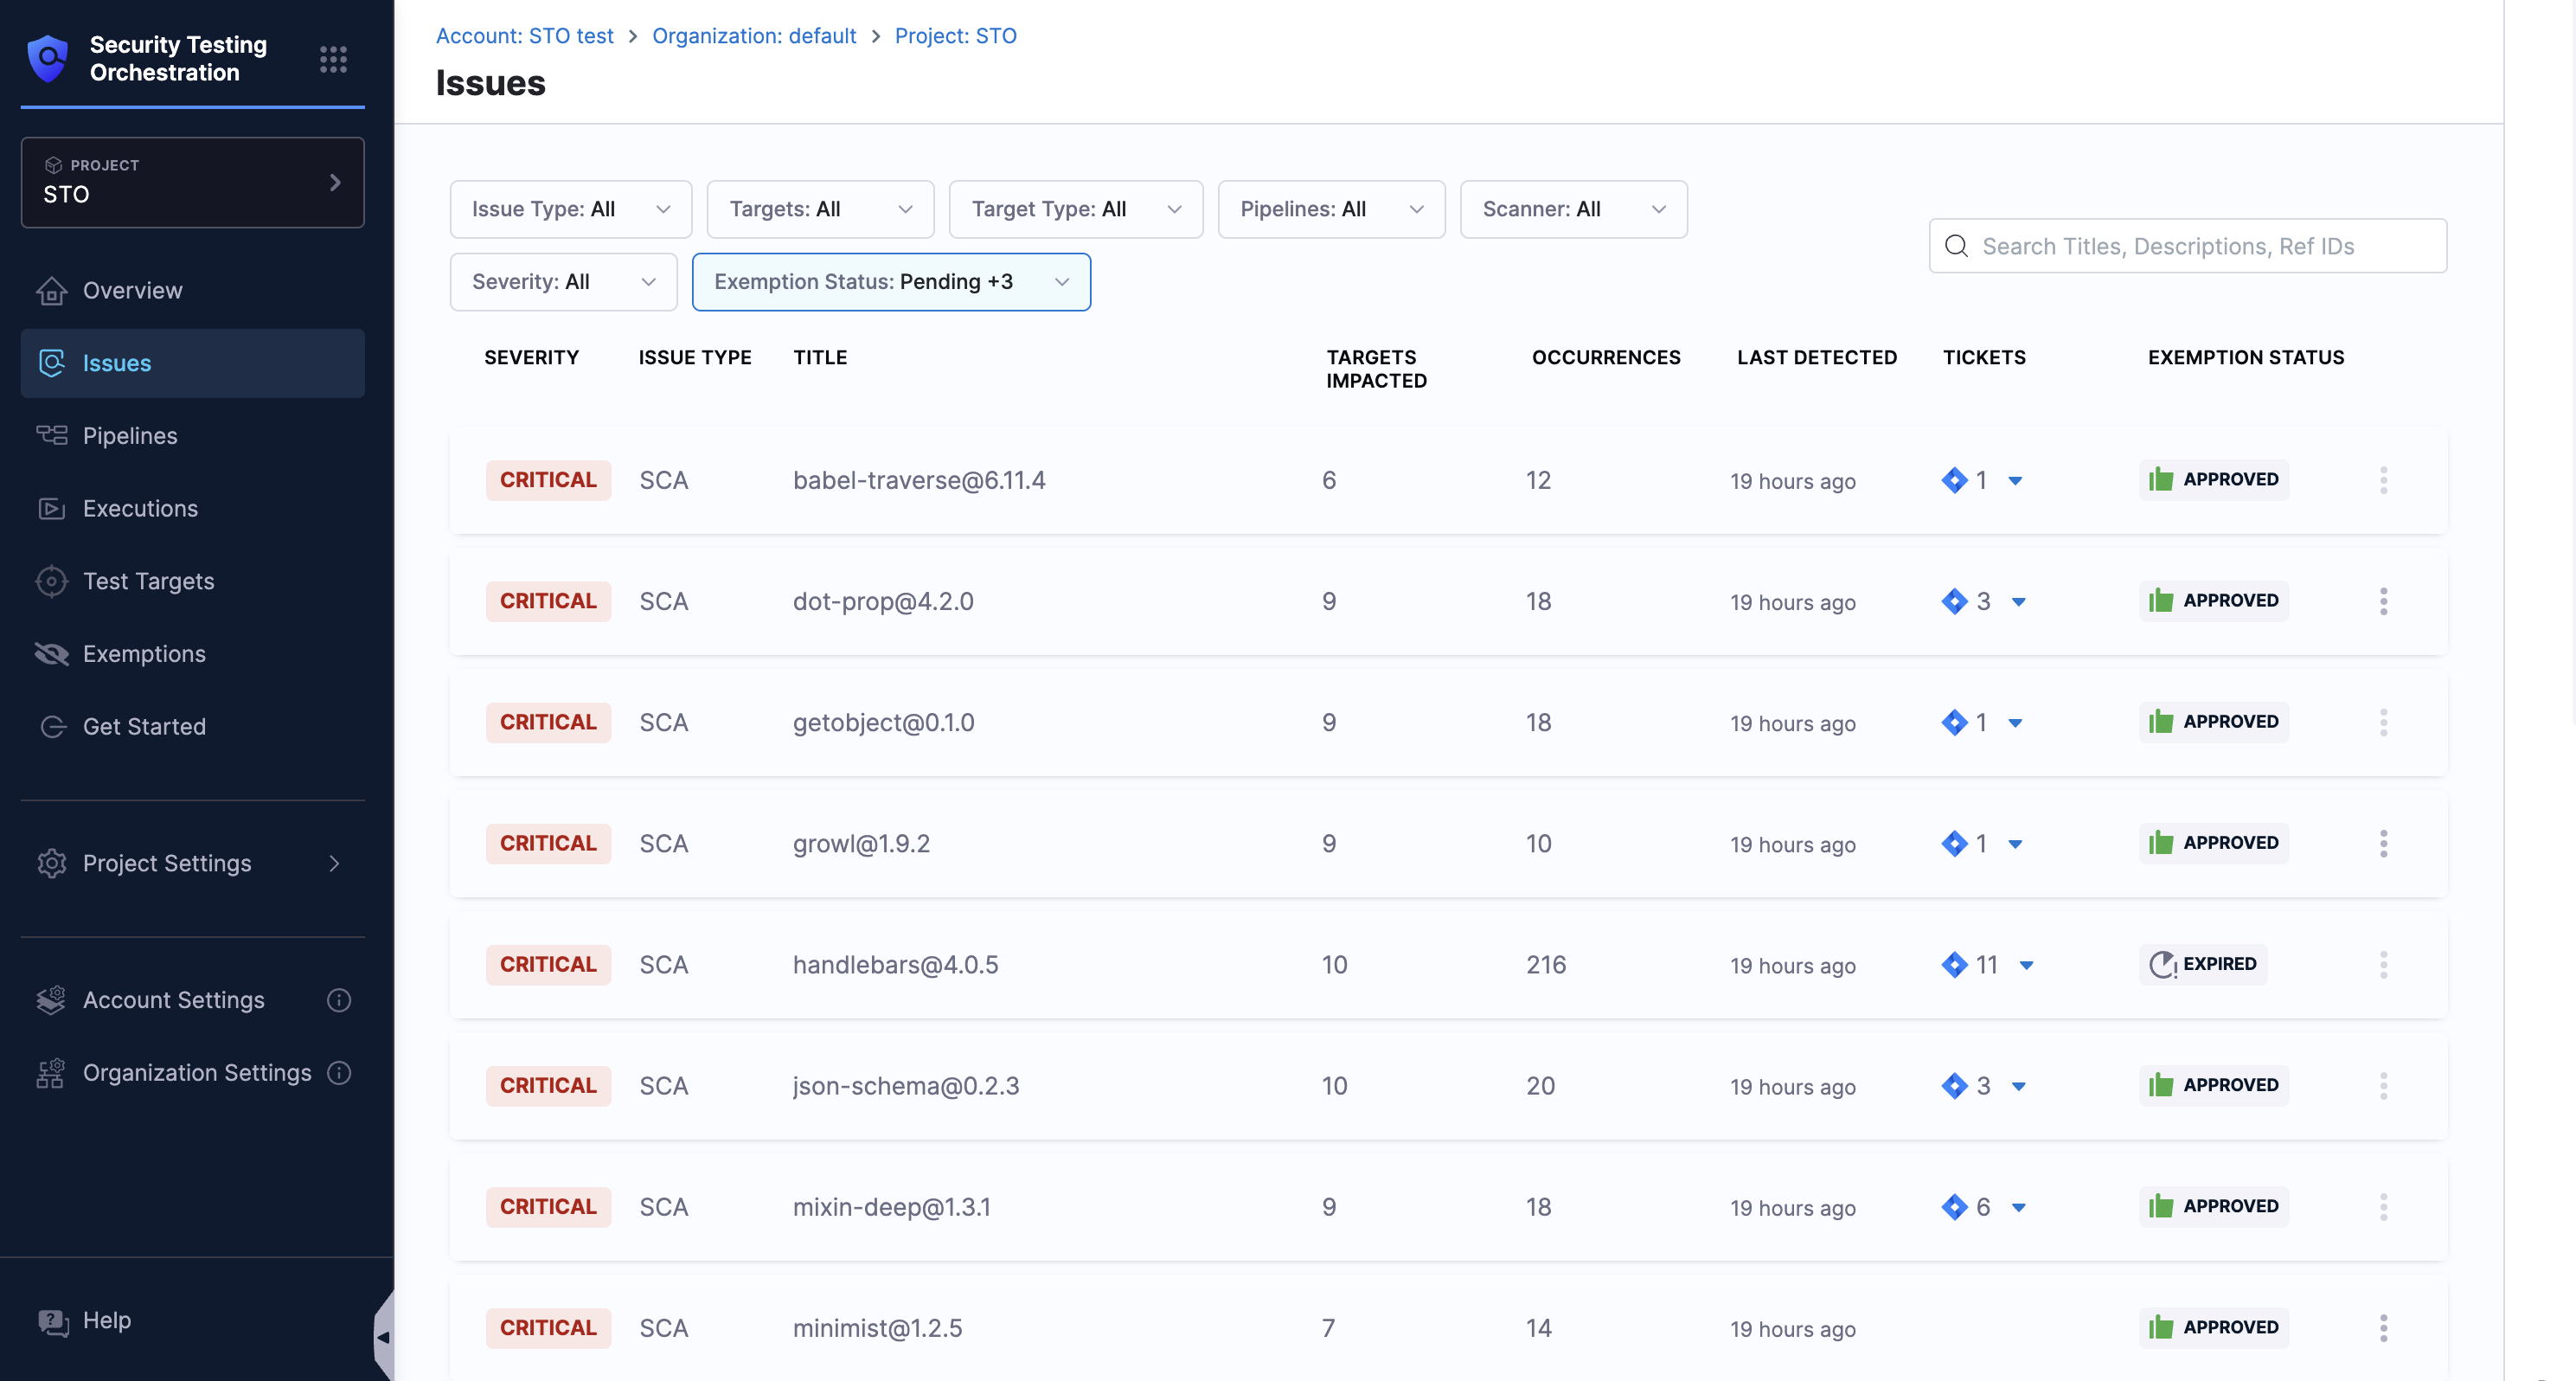 Security Testing
Orchestration
PROJECT
STO
Overview
Issues
Pipelines
Executions
Test Targets
Exemptions
Get Started
Project Settings
Account Settings
Organization Settings
Help
Account: STO test > Organization: default > Project: STO
Issues
Issue Type: All
Targets: All
Target Type: All
Pipelines: All
Scanner: All
Severity: All
Exemption Status: Pending +3
Search Titles, Descriptions, Ref IDs
SEVERITY ISSUE TYPE TITLE TARGETS IMPACTED OCCURRENCES LAST DETECTED TICKETS EXEMPTION STATUS
CRITICAL SCA babel-traverse@6.11.4 6 12 19 hours ago 1 APPROVED
CRITICAL SCA dot-prop@4.2.0 9 18 19 hours ago 3 APPROVED
CRITICAL SCA getobject@0.1.0 9 18 19 hours ago 1 APPROVED
CRITICAL SCA growl@1.9.2 9 10 19 hours ago 1 APPROVED
CRITICAL SCA handlebars@4.0.5 10 216 19 hours ago 11 EXPIRED
CRITICAL SCA json-schema@0.2.3 10 20 19 hours ago 3 APPROVED
CRITICAL SCA mixin-deep@1.3.1 9 18 19 hours ago 6 APPROVED
CRITICAL SCA minimist@1.2.5 7 14 19 hours ago APPROVED